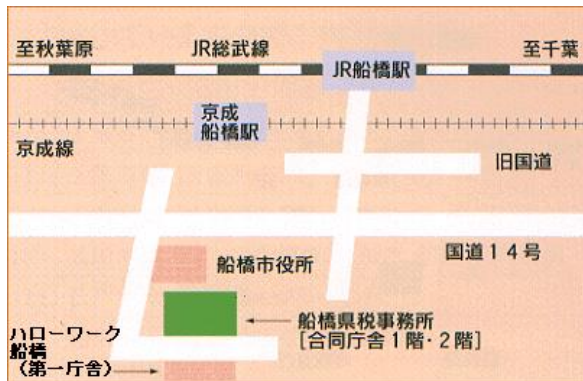 至秋葉原
JR総武線
至千葉
JR船橋駅
京成
船橋駅
京成線
旧国道
国道14号
船橋市役所
船橋県税事務所
[合同庁舎1階・2階]
ハローワーク
船橋
(第一庁舎)